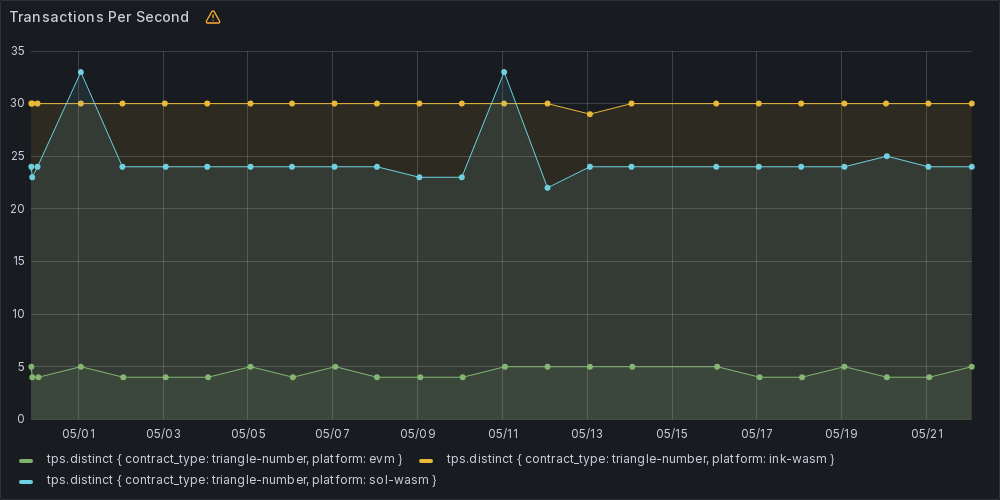 Transactions Per Second
35
30
25
20
15
10
5
0
05/01 05/03 05/05 05/07 05/09 05/11 05/13 05/15 05/17 05/19 05/21
tps.distinct { contract_type: triangle-number, platform: evm } tps.distinct { contract_type: triangle-number, platform: ink-wasm }
tps.distinct { contract_type: triangle-number, platform: sol-wasm }